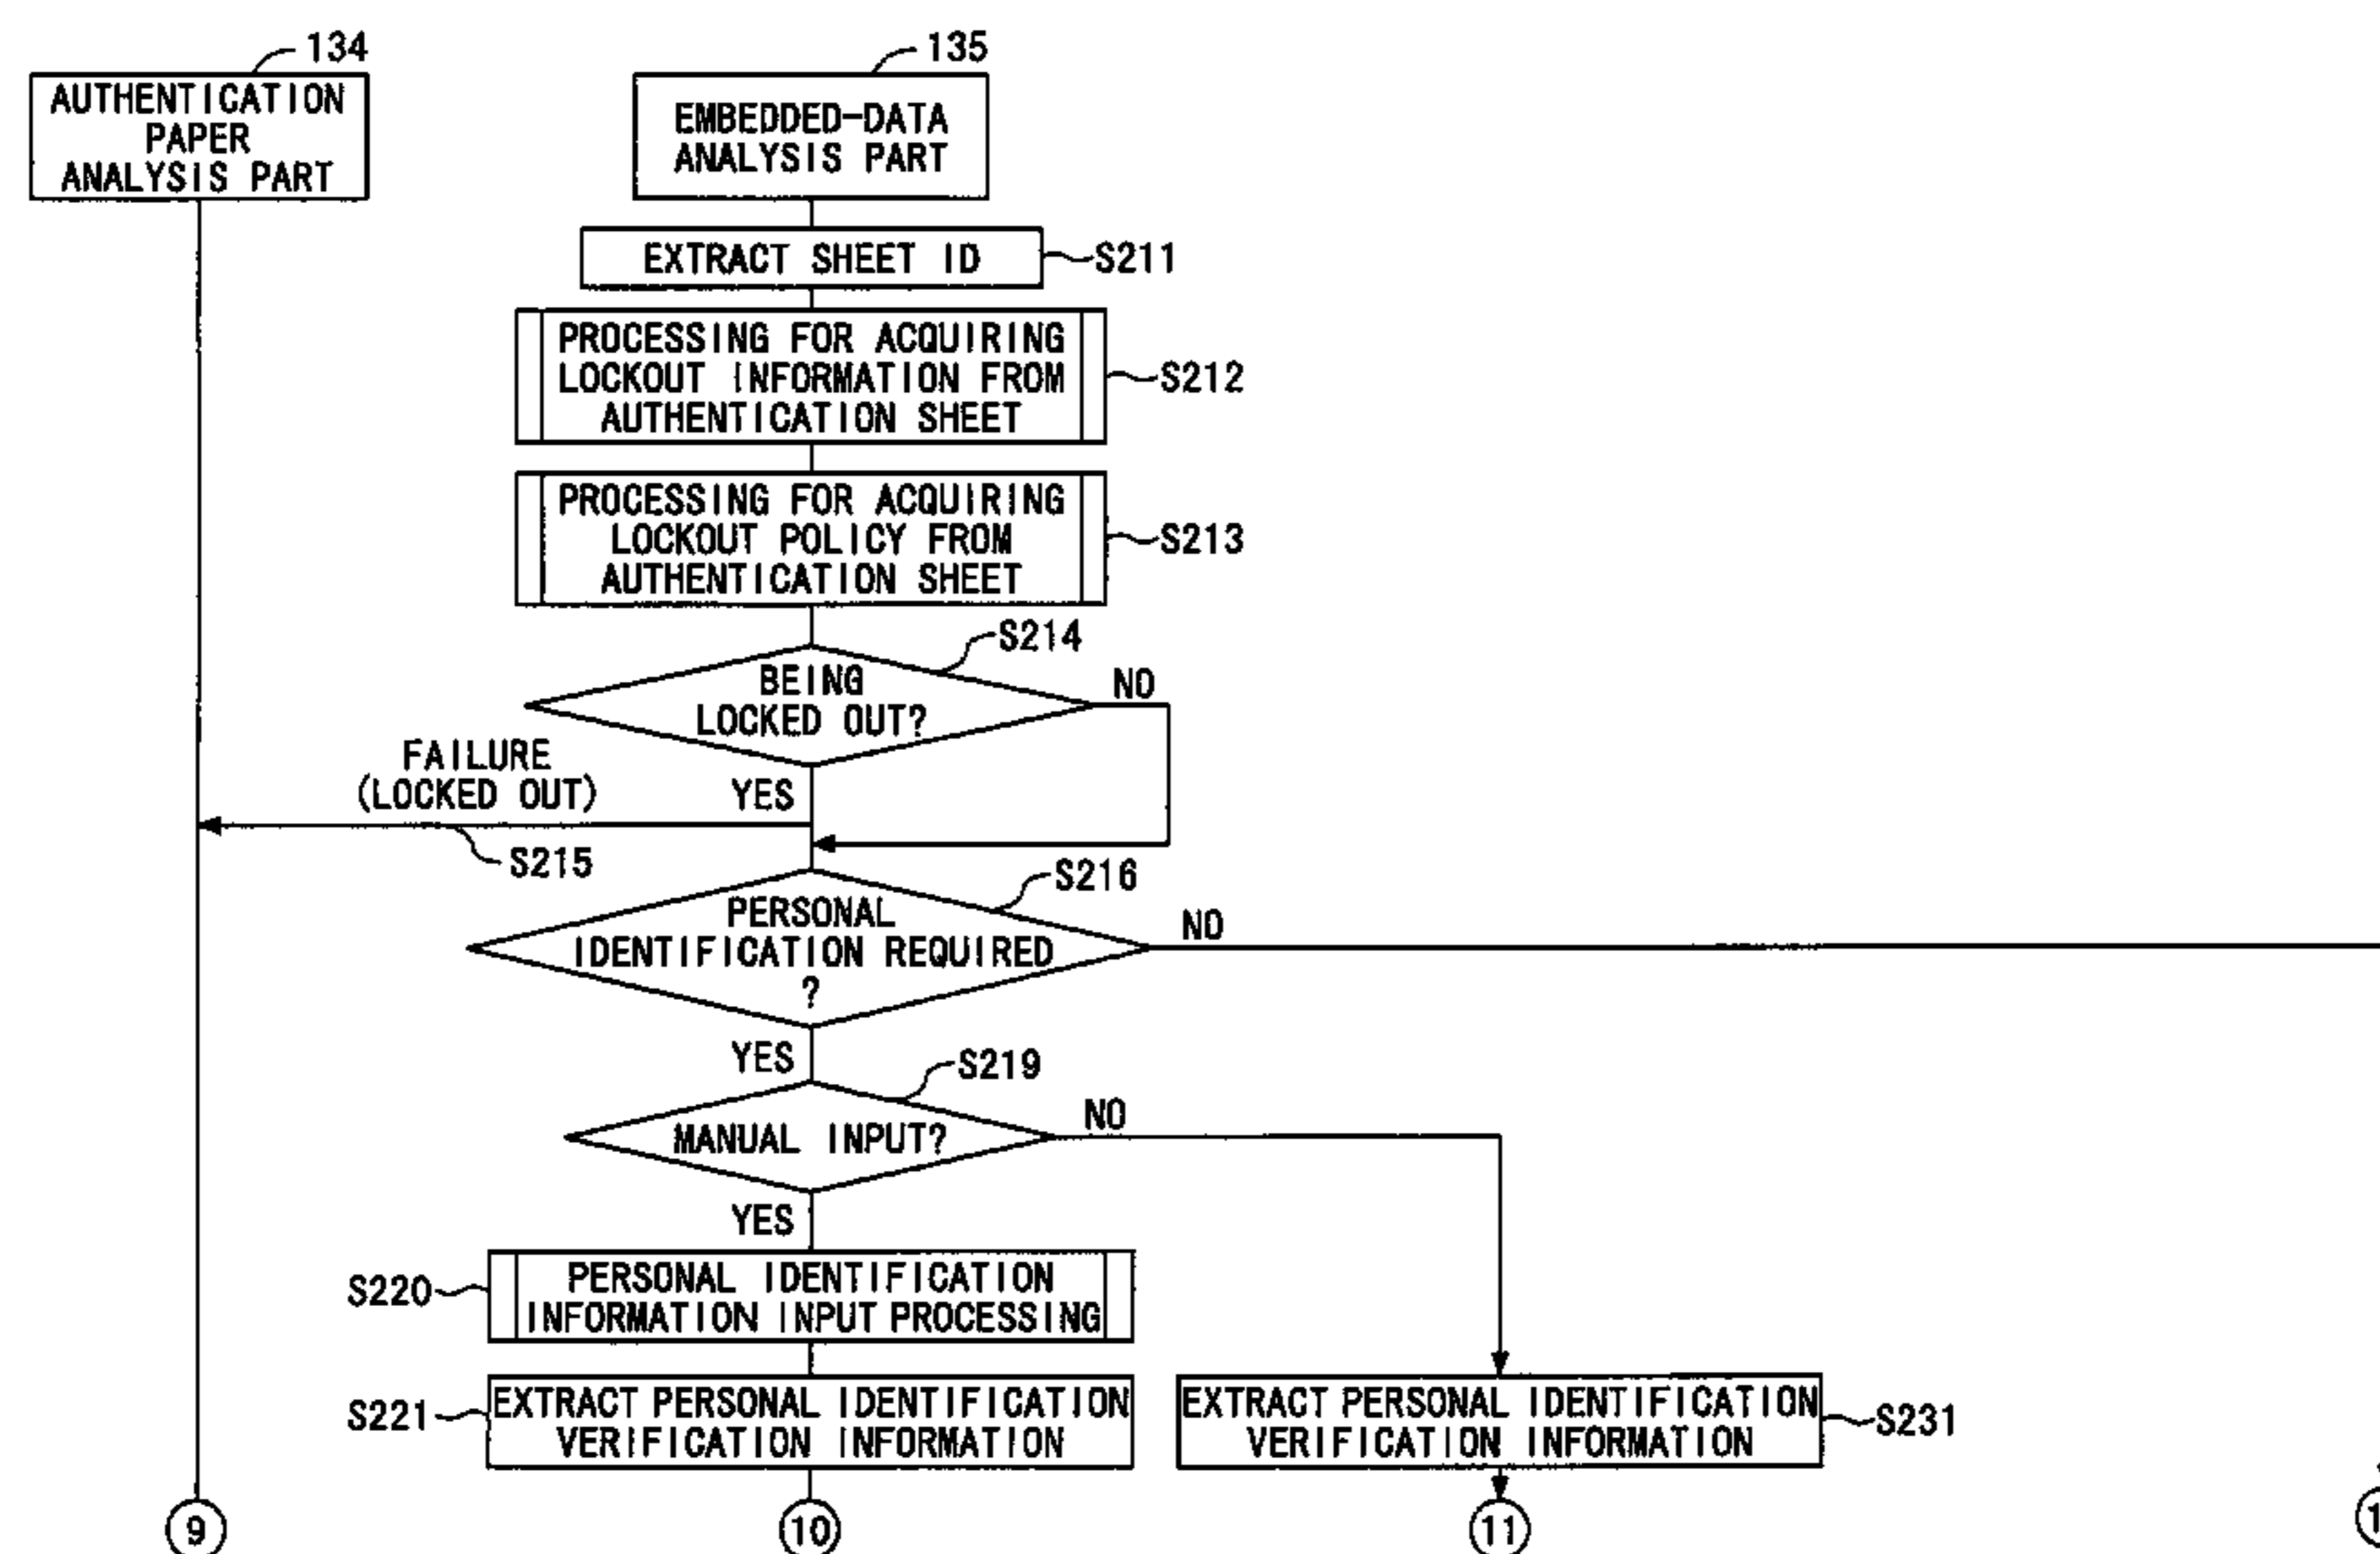 134
AUTHENTICATION
PAPER
ANALYSIS PART
135
EMBEDDED-DATA
ANALYSIS PART
EXTRACT SHEET ID
S211
PROCESSING FOR ACQUIRING
LOCKOUT INFORMATION FROM
AUTHENTICATION SHEET
S212
PROCESSING FOR ACQUIRING
LOCKOUT POLICY FROM
AUTHENTICATION SHEET
S213
S214
BEING
LOCKED OUT?
NO
FAILURE
(LOCKED OUT)
YES
S215
S216
PERSONAL
IDENTIFICATION REQUIRED
?
NO
YES
S219
MANUAL INPUT?
NO
YES
S220
PERSONAL IDENTIFICATION
INFORMATION INPUT PROCESSING
S221
EXTRACT PERSONAL IDENTIFICATION
VERIFICATION INFORMATION
EXTRACT PERSONAL IDENTIFICATION
VERIFICATION INFORMATION
S231
9
10
11